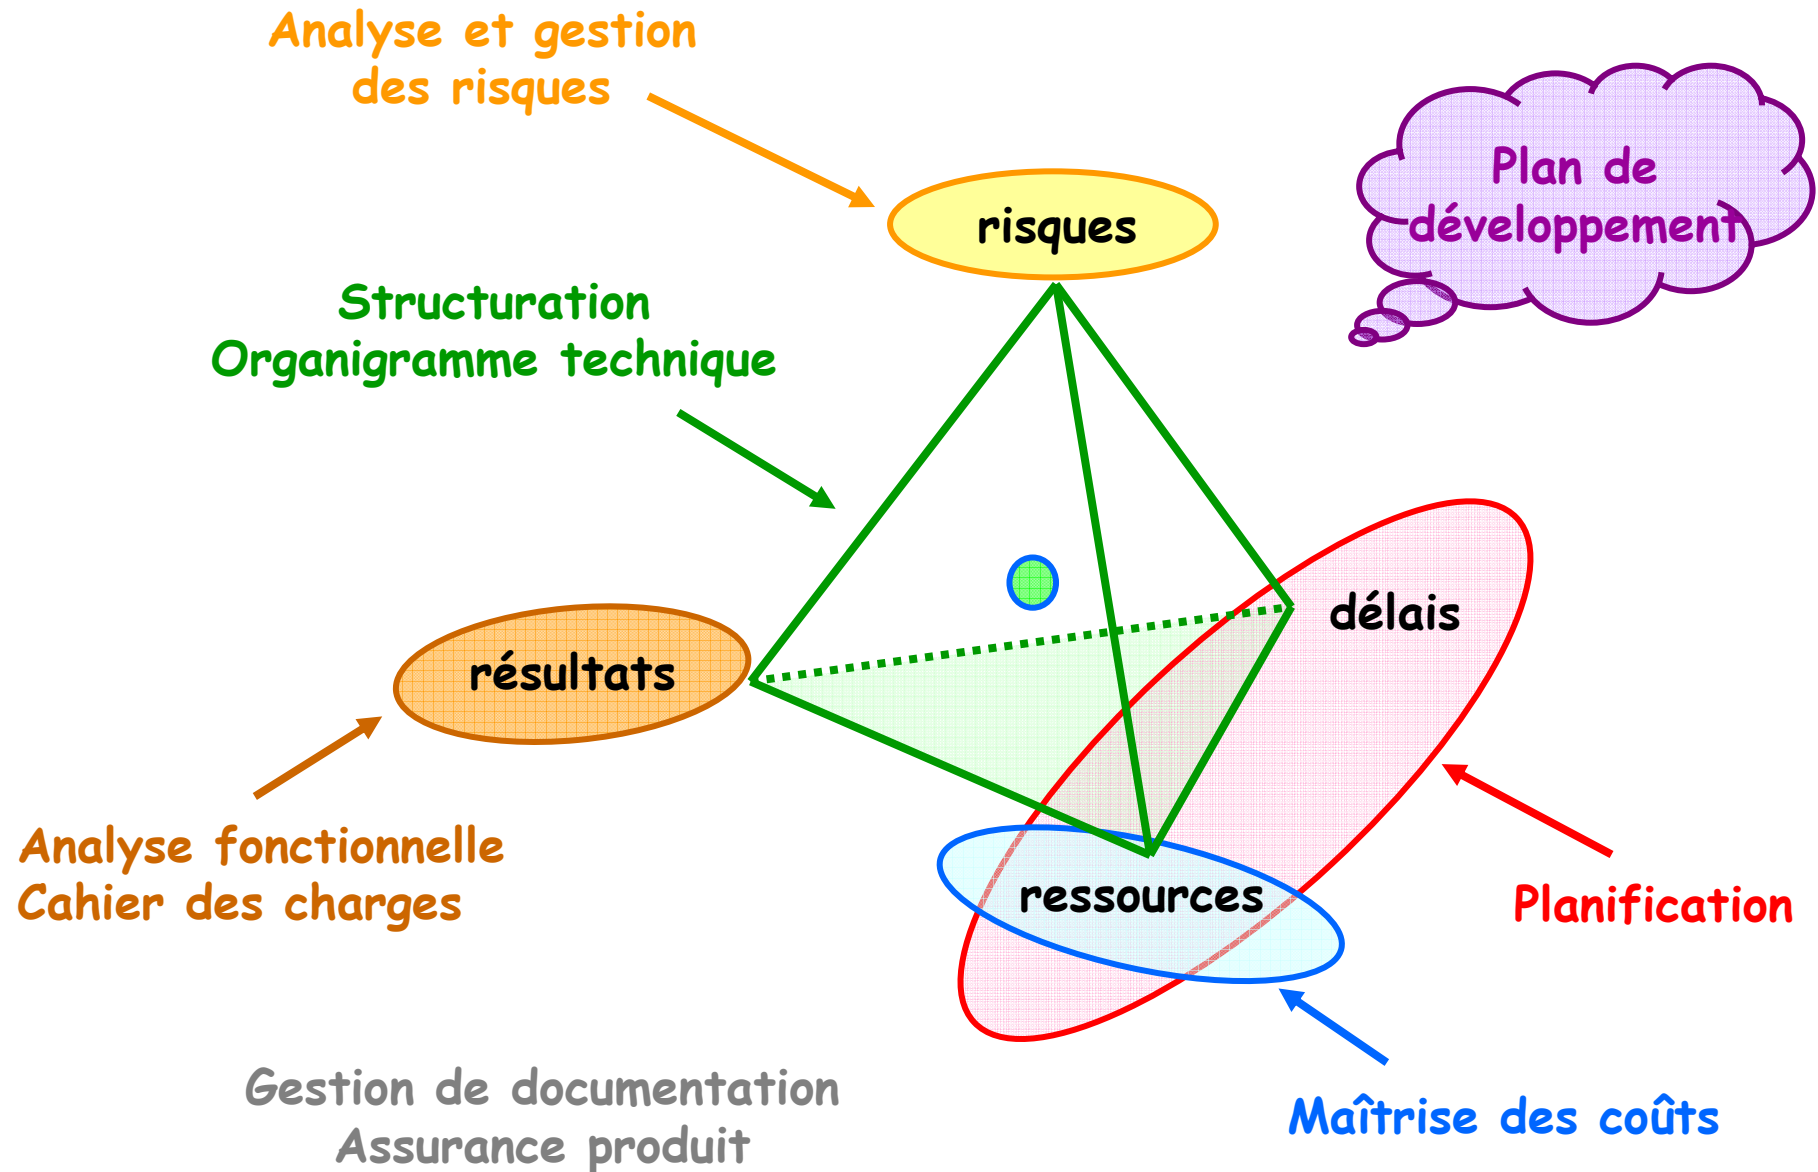 Analyse et gestion
des risques
Plan de
développement
risques
Structuration
Organigramme technique
délais
résultats
Analyse fonctionnelle
Cahier des charges
ressources
Planification
Gestion de documentation
Assurance produit
Maîtrise des coûts